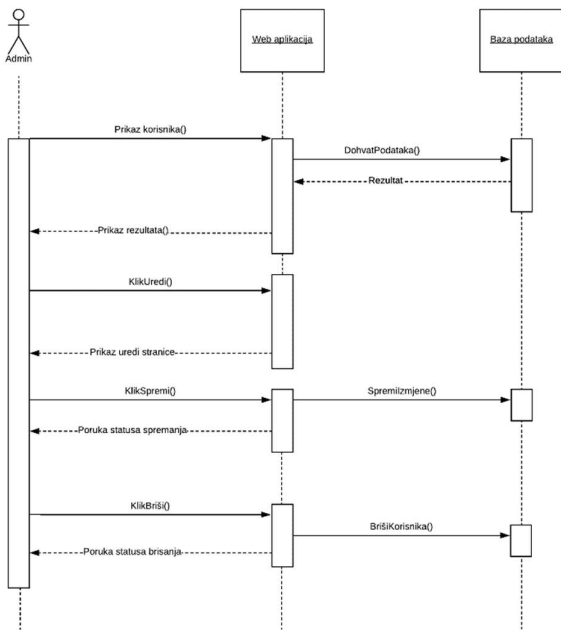 Web aplikacija
Baza podataka
Admin
Prikaz korisnika()
DohvatPodataka()
Rezultat
Prikaz rezultata()
KlikUredi()
Prikaz uredi stranice
KlikSpremi()
SpremiIzmjene()
Poruka statusa spremanja
KlikBriši()
BrišiKorisnika()
Poruka statusa brisanja